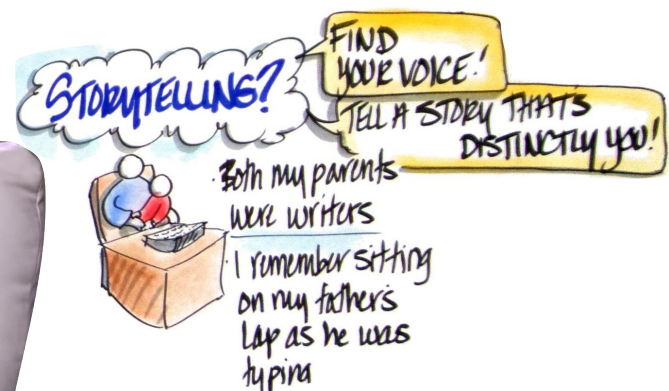 STORYTELLING?
FIND
YOUR VOICE!
TELL A STORY THAT'S
DISTINCTLY YOU!
· Both my parents
were writers
· I remember sitting
on my father's
Lap as he was
typing